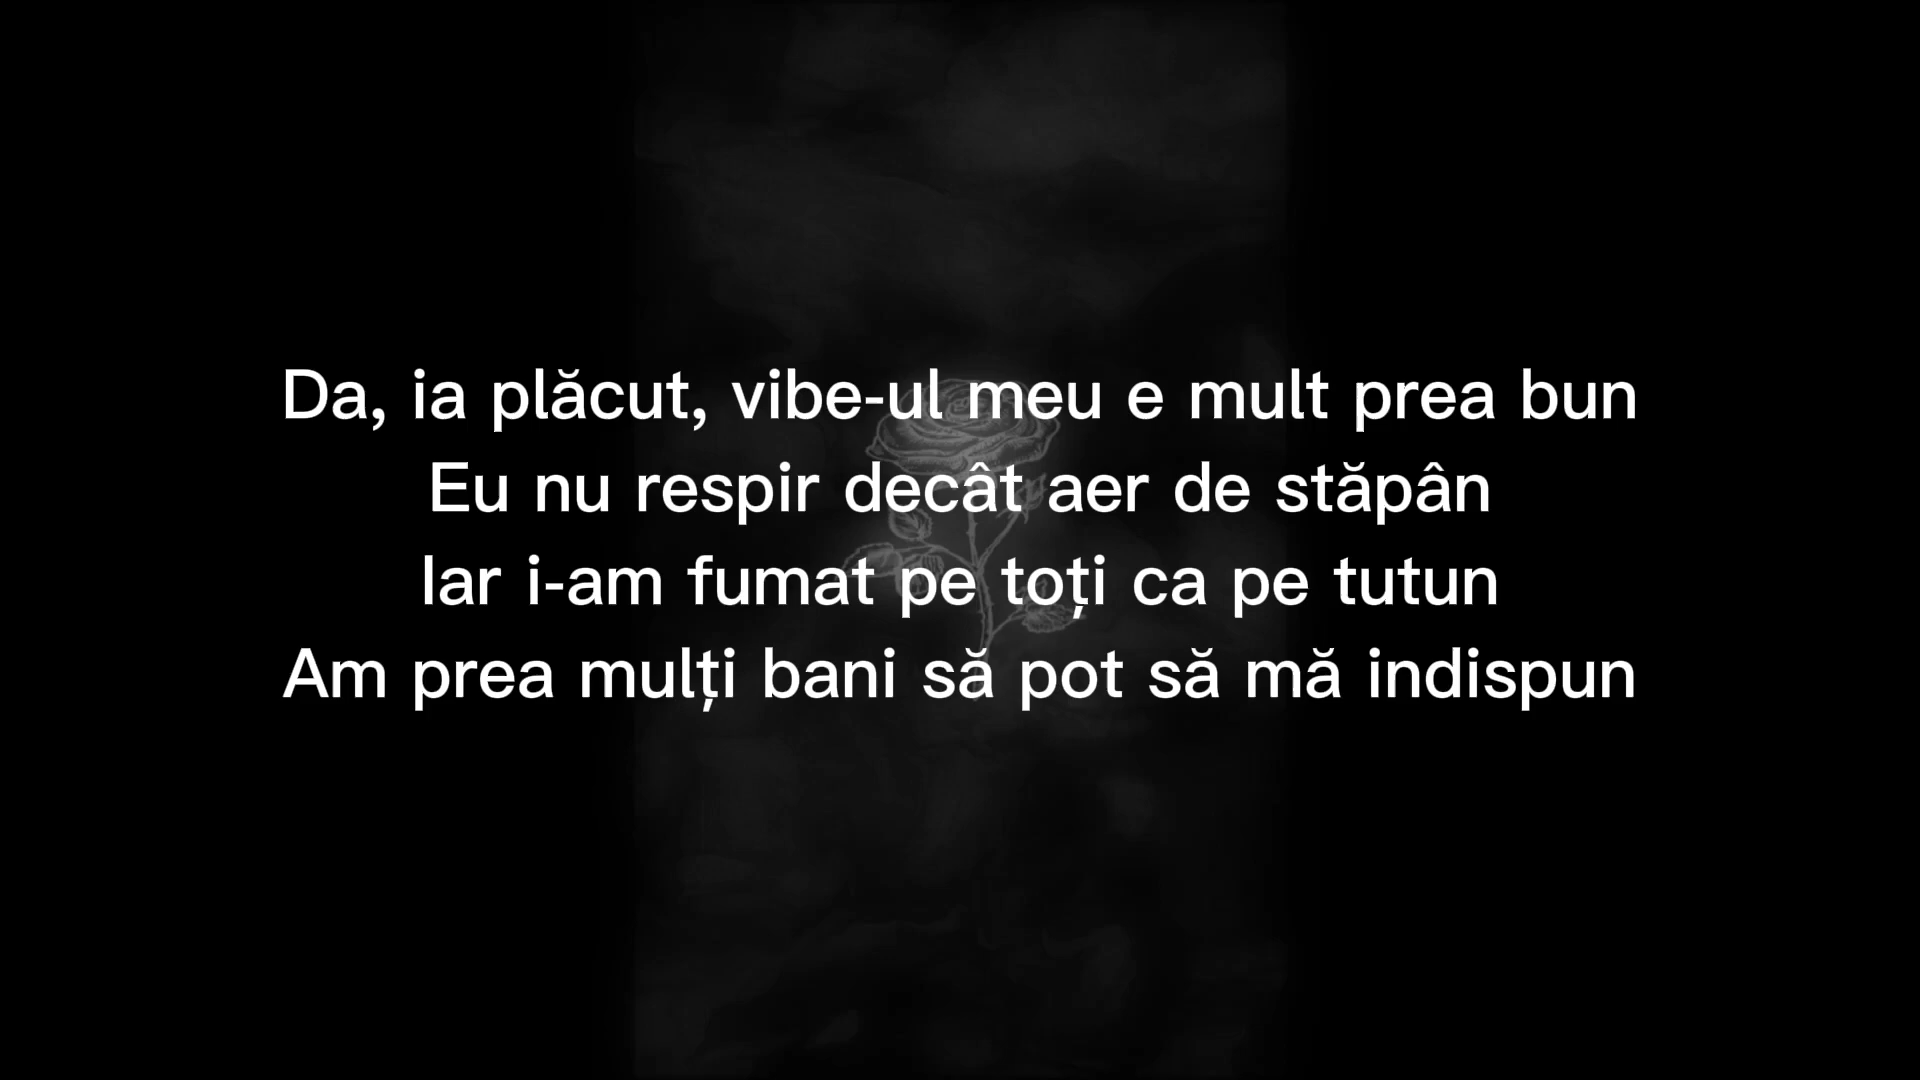 Da, ia plăcut, vibe-ul meu e mult prea bun
Eu nu respir decât aer de stăpân
Iar i-am fumat pe toți ca pe tutun
Am prea mulți bani să pot să mă indispun